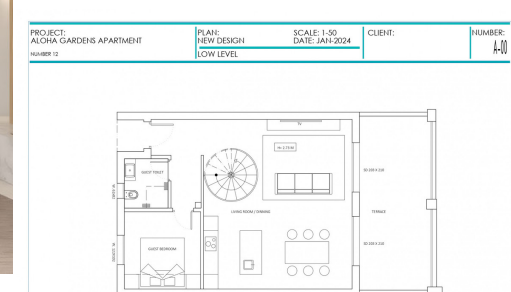 PROJECT:
ALOHA GARDENS APARTMENT
NUMBER 12
PLAN:
NEW DESIGN
SCALE: 1-50
DATE: JAN-2024
LOW LEVEL
CLIENT:
NUMBER:
A-00
TV
GUEST TOILET
LIVING ROOM / DINNING
TERRACE
GUEST BEDROOM